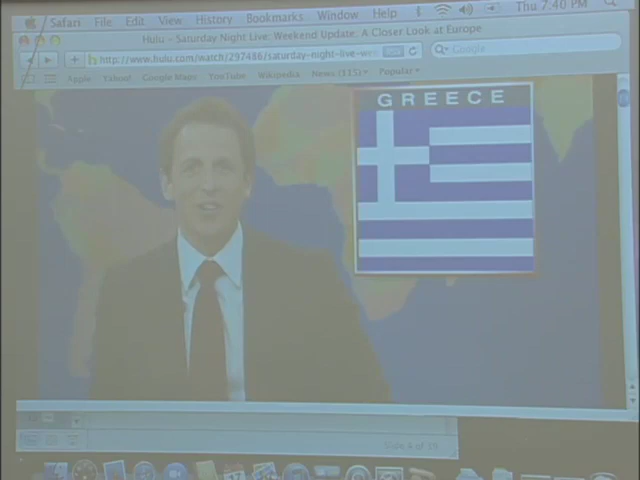 Safari File Edit View History Bookmarks Window Help Thu 7:40 PM
Hulu – Saturday Night Live: Weekend Update: A Closer Look at Europe
http://www.hulu.com/watch/297486/saturday-night-live-we Google
Apple Yahoo! Google Maps YouTube Wikipedia News (115) Popular
GREECE